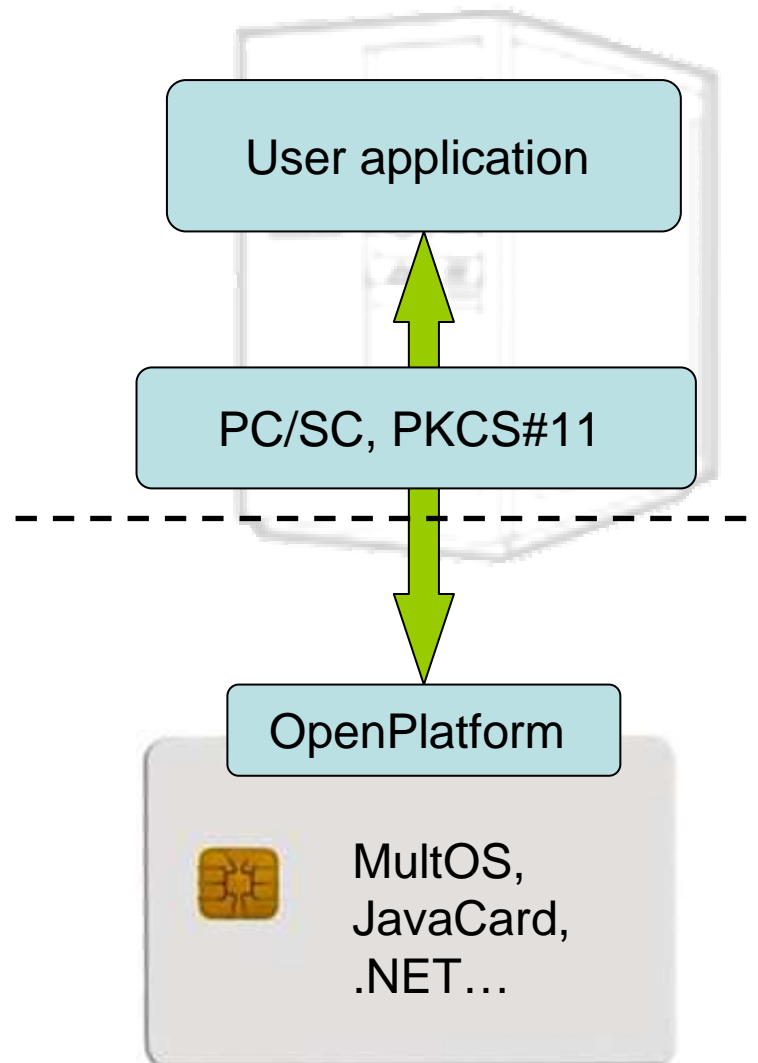 User application
PC/SC, PKCS#11
OpenPlatform
MultOS,
JavaCard,
.NET…